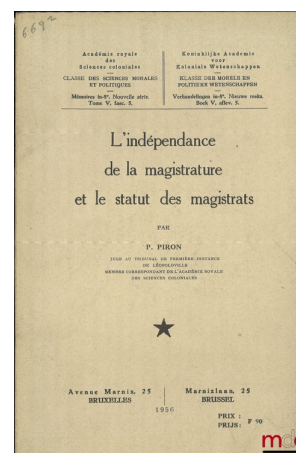 6.69²
Académie royale
des
Sciences coloniales
CLASSE DES SCIENCES MORALES
ET POLITIQUES
Mémoires in-8°. Nouvelle série.
Tome V, fasc. 5.
Koninklijke Academie
voor
Koloniale Wetenschappen
KLASSE DER MORELE EN
POLITIEKE WETENSCHAPPEN
Verhandelingen in-8°. Nieuwe reeks.
Boek V, aflev. 5.
L'indépendance
de la magistrature
et le statut des magistrats
PAR
P. PIRON
JUGE AU TRIBUNAL DE PREMIÈRE INSTANCE
DE LÉOPOLDVILLE
MEMBRE CORRESPONDANT DE L'ACADÉMIE ROYALE
DES SCIENCES COLONIALES
Avenue Marnix, 25
BRUXELLES
Marnixlaan, 25
BRUSSEL
1956
PRIX :
PRIJS: F 90